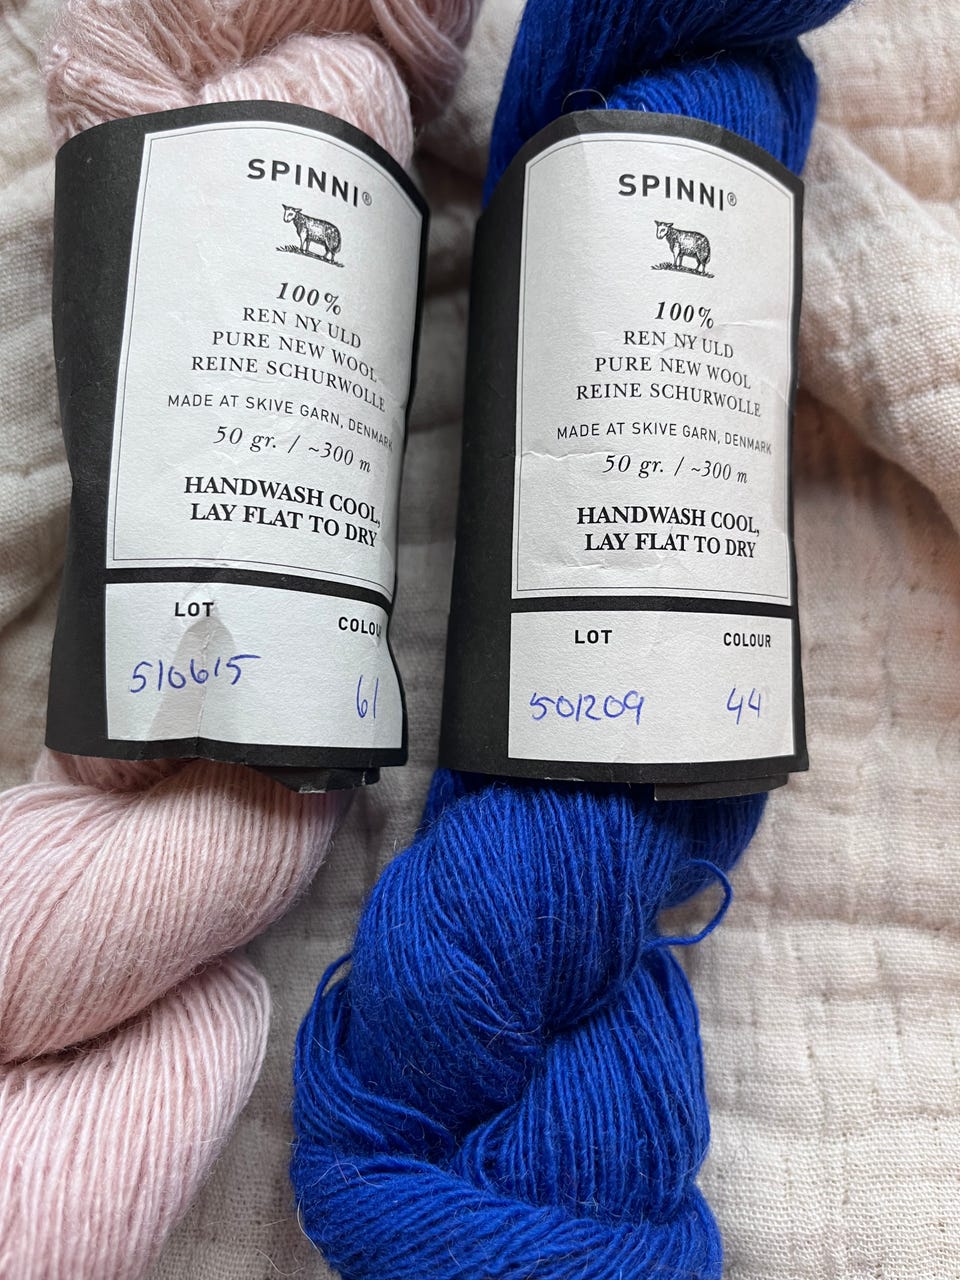 SPINNI®
100%
REN NY ULD
PURE NEW WOOL
REINE SCHURWOLLE
MADE AT SKIVE GARN, DENMARK
50 gr. / ~300 m
HANDWASH COOL,
LAY FLAT TO DRY
LOT COLOU
510615 61
SPINNI®
100%
REN NY ULD
PURE NEW WOOL
REINE SCHURWOLLE
MADE AT SKIVE GARN, DENMARK
50 gr. / ~300 m
HANDWASH COOL,
LAY FLAT TO DRY
LOT COLOUR
501209 44